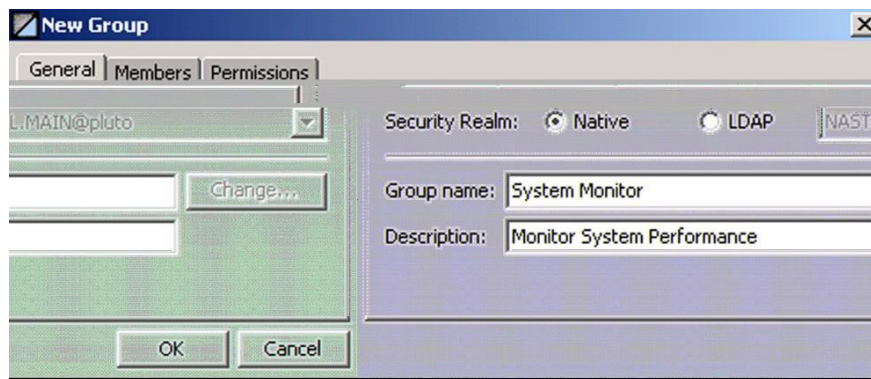 New Group
General Members Permissions
L.MAIN@pluto
Security Realm: Native LDAP NAST
Change...
Group name: System Monitor
Description: Monitor System Performance
OK Cancel